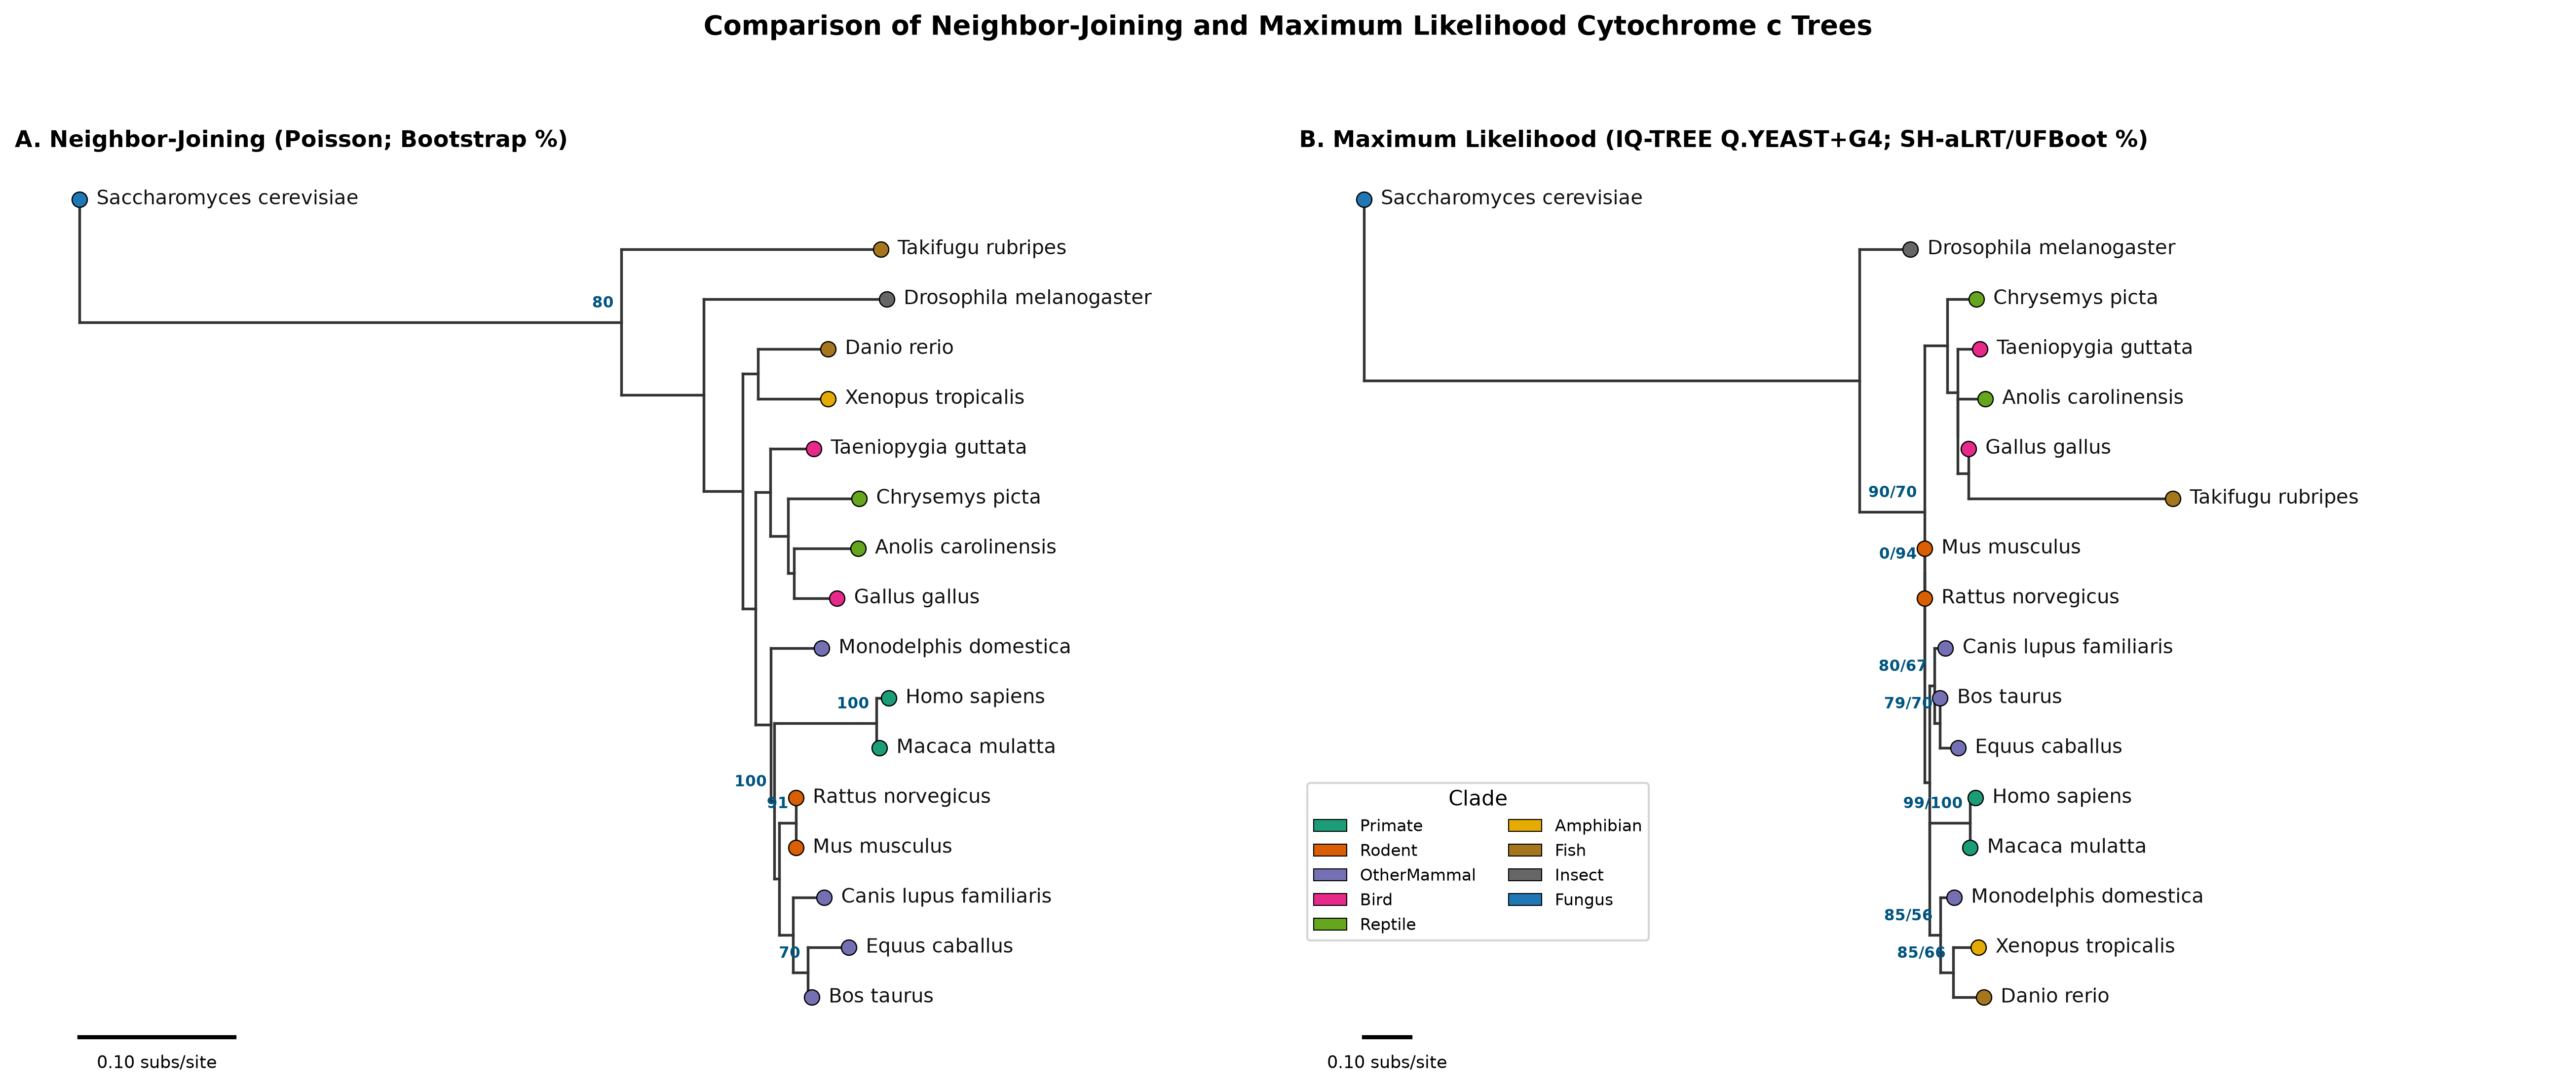 Comparison of Neighbor-Joining and Maximum Likelihood Cytochrome c Trees
A. Neighbor-Joining (Poisson; Bootstrap %)
Saccharomyces cerevisiae
Takifugu rubripes
80
Drosophila melanogaster
Danio rerio
Xenopus tropicalis
Taeniopygia guttata
Chrysemys picta
Anolis carolinensis
Gallus gallus
Monodelphis domestica
Homo sapiens
100
Macaca mulatta
100
Rattus norvegicus
91
Mus musculus
Canis lupus familiaris
Equus caballus
70
Bos taurus
0.10 subs/site
B. Maximum Likelihood (IQ-TREE Q.YEAST+G4; SH-aLRT/UFBoot %)
Saccharomyces cerevisiae
Drosophila melanogaster
Chrysemys picta
Taeniopygia guttata
Anolis carolinensis
Gallus gallus
90/70
Takifugu rubripes
Mus musculus
0/94
Rattus norvegicus
Canis lupus familiaris
80/67
Bos taurus
79/70
Equus caballus
Homo sapiens
99/100
Macaca mulatta
Monodelphis domestica
85/56
Xenopus tropicalis
85/66
Danio rerio
0.10 subs/site
Clade
Primate
Rodent
OtherMammal
Bird
Reptile
Amphibian
Fish
Insect
Fungus